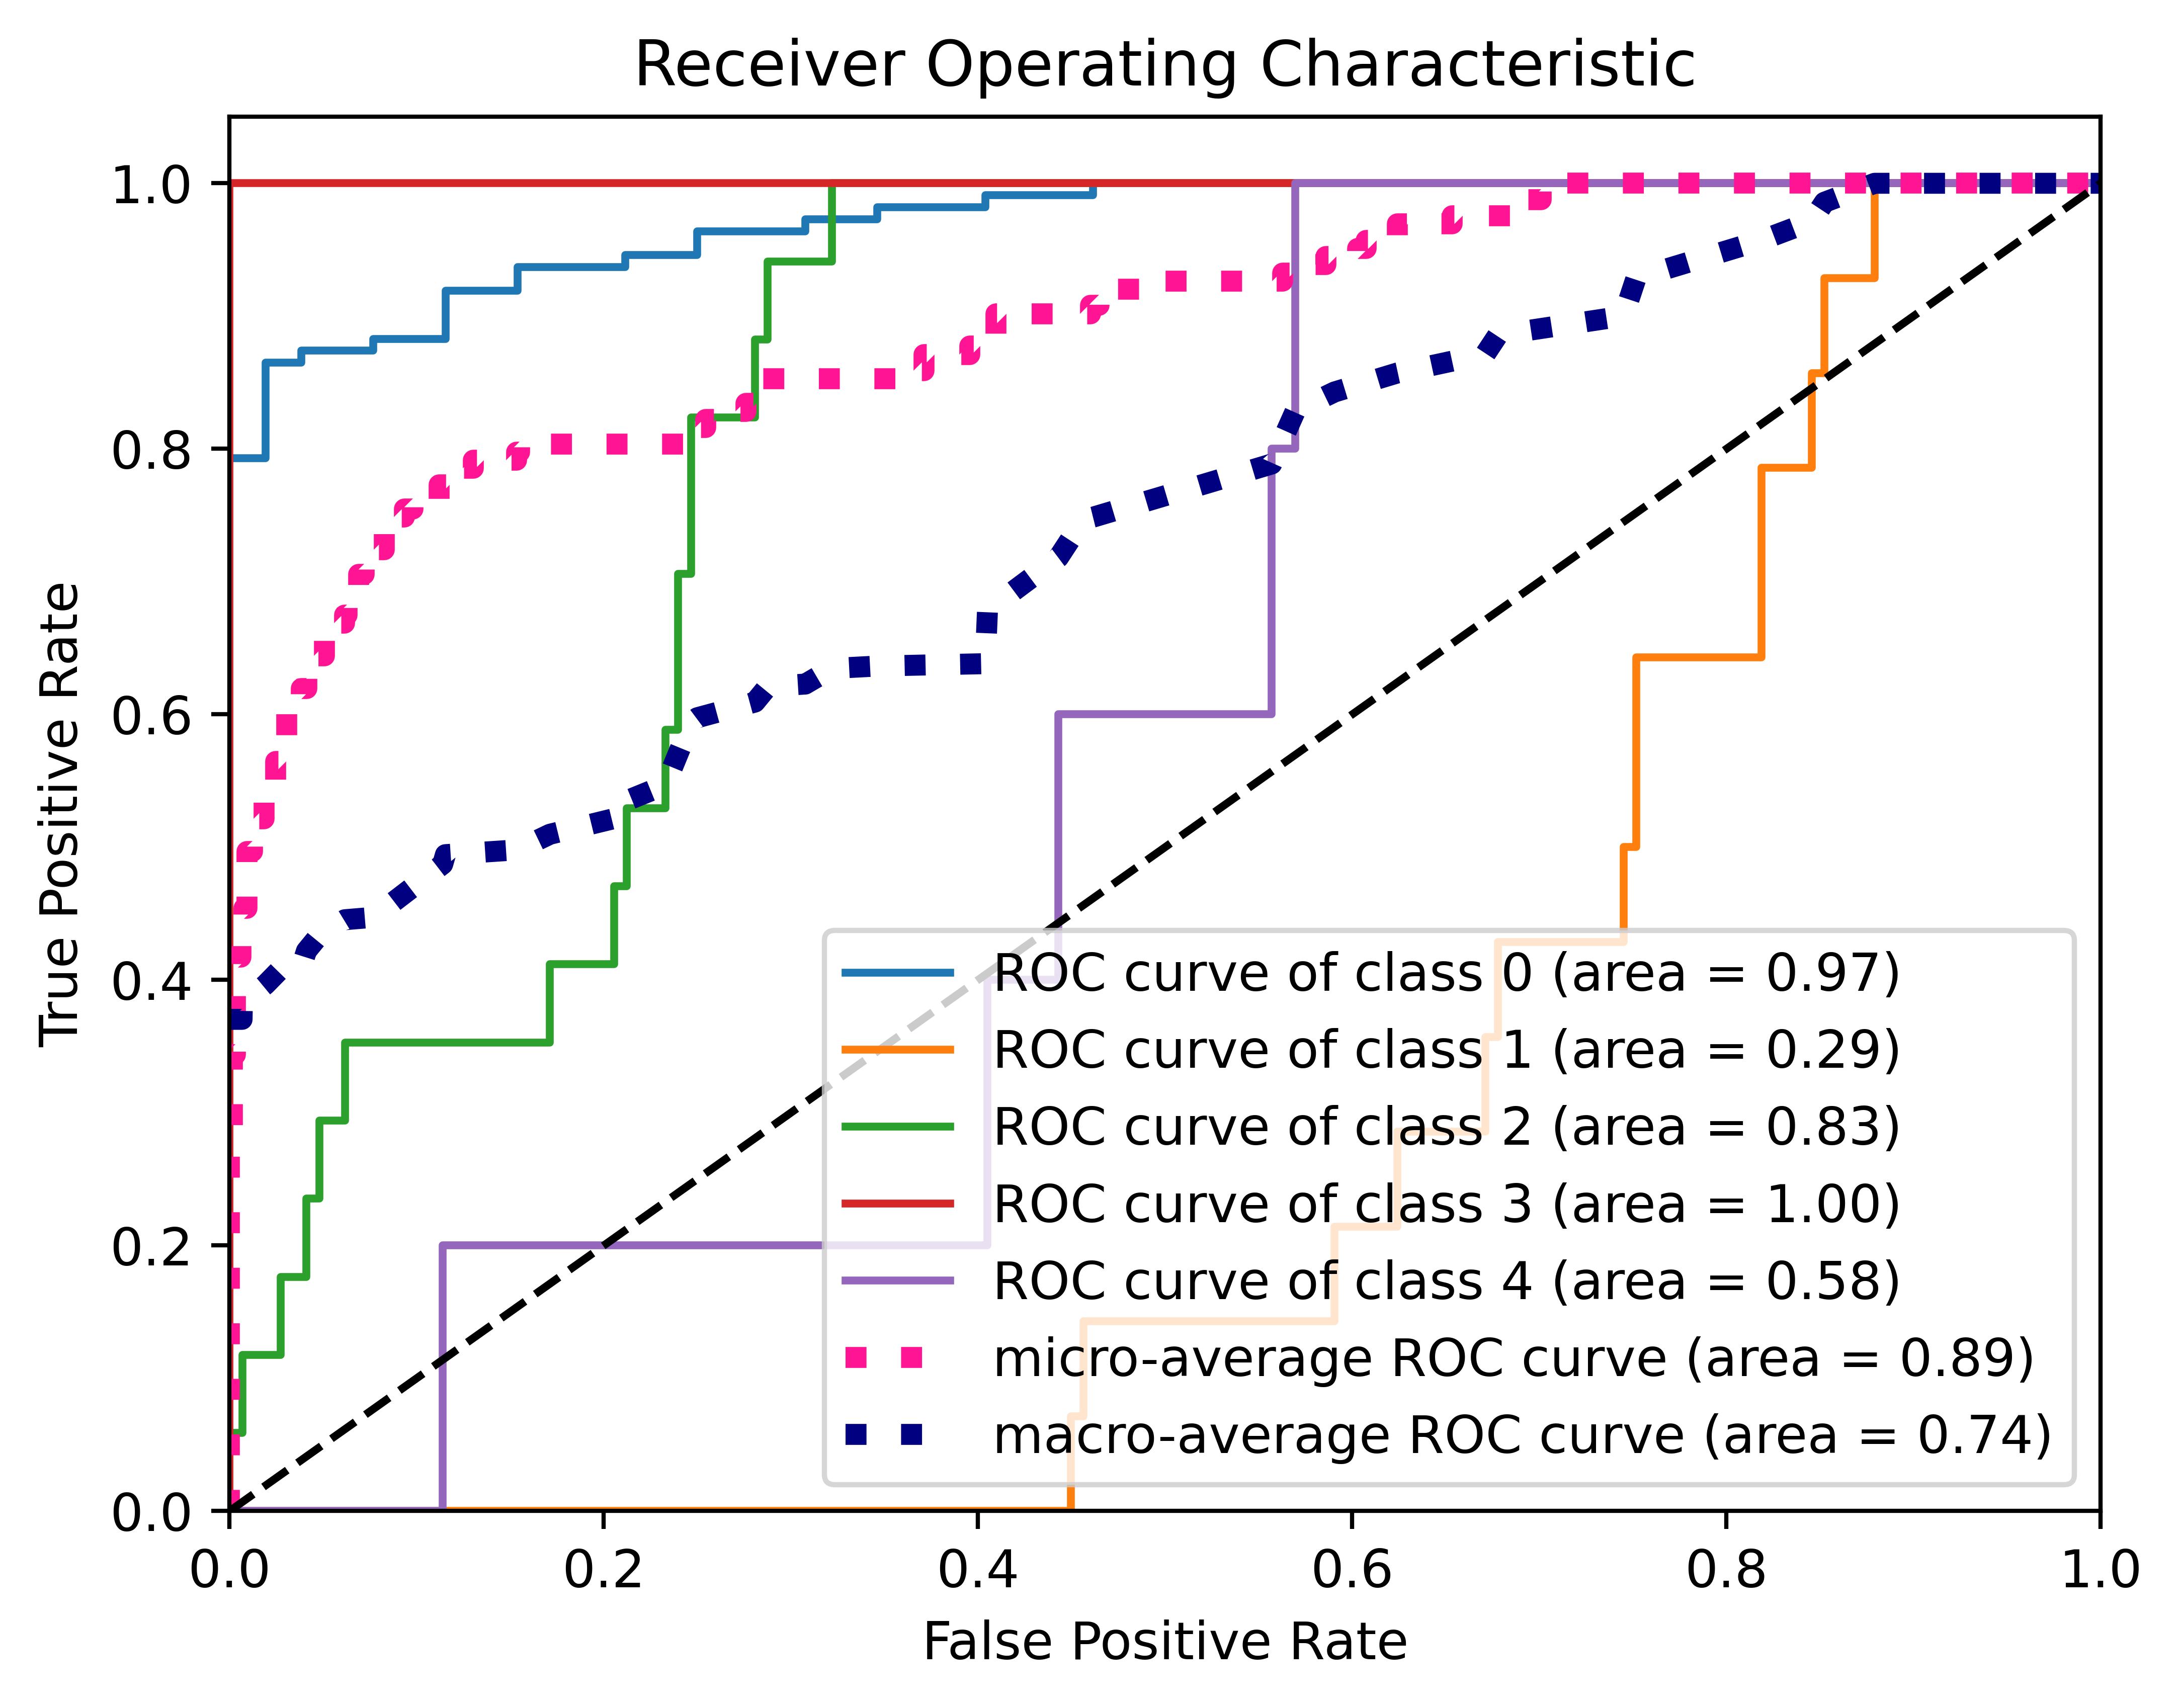 Receiver Operating Characteristic
1.0
0.8
0.6
0.4
0.2
0.0
True Positive Rate
ROC curve of class 0 (area = 0.97)
ROC curve of class 1 (area = 0.29)
ROC curve of class 2 (area = 0.83)
ROC curve of class 3 (area = 1.00)
ROC curve of class 4 (area = 0.58)
micro-average ROC curve (area = 0.89)
macro-average ROC curve (area = 0.74)
0.0 0.2 0.4 0.6 0.8 1.0
False Positive Rate